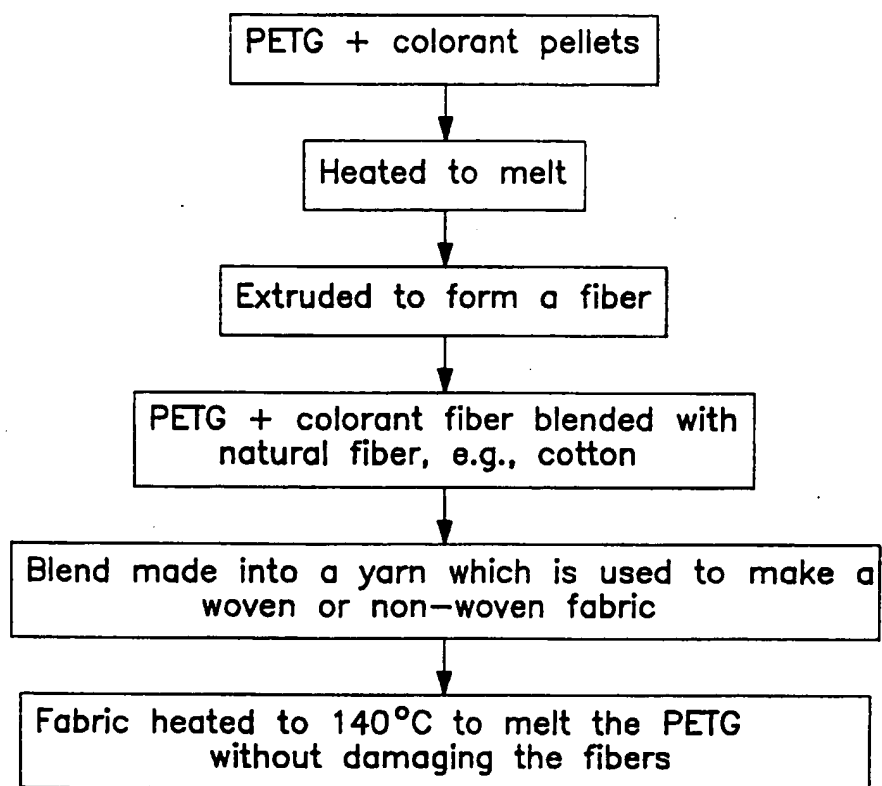 PETG + colorant pellets
Heated to melt
Extruded to form a fiber
PETG + colorant fiber blended with
natural fiber, e.g., cotton
Blend made into a yarn which is used to make a
woven or non-woven fabric
Fabric heated to 140°C to melt the PETG
without damaging the fibers